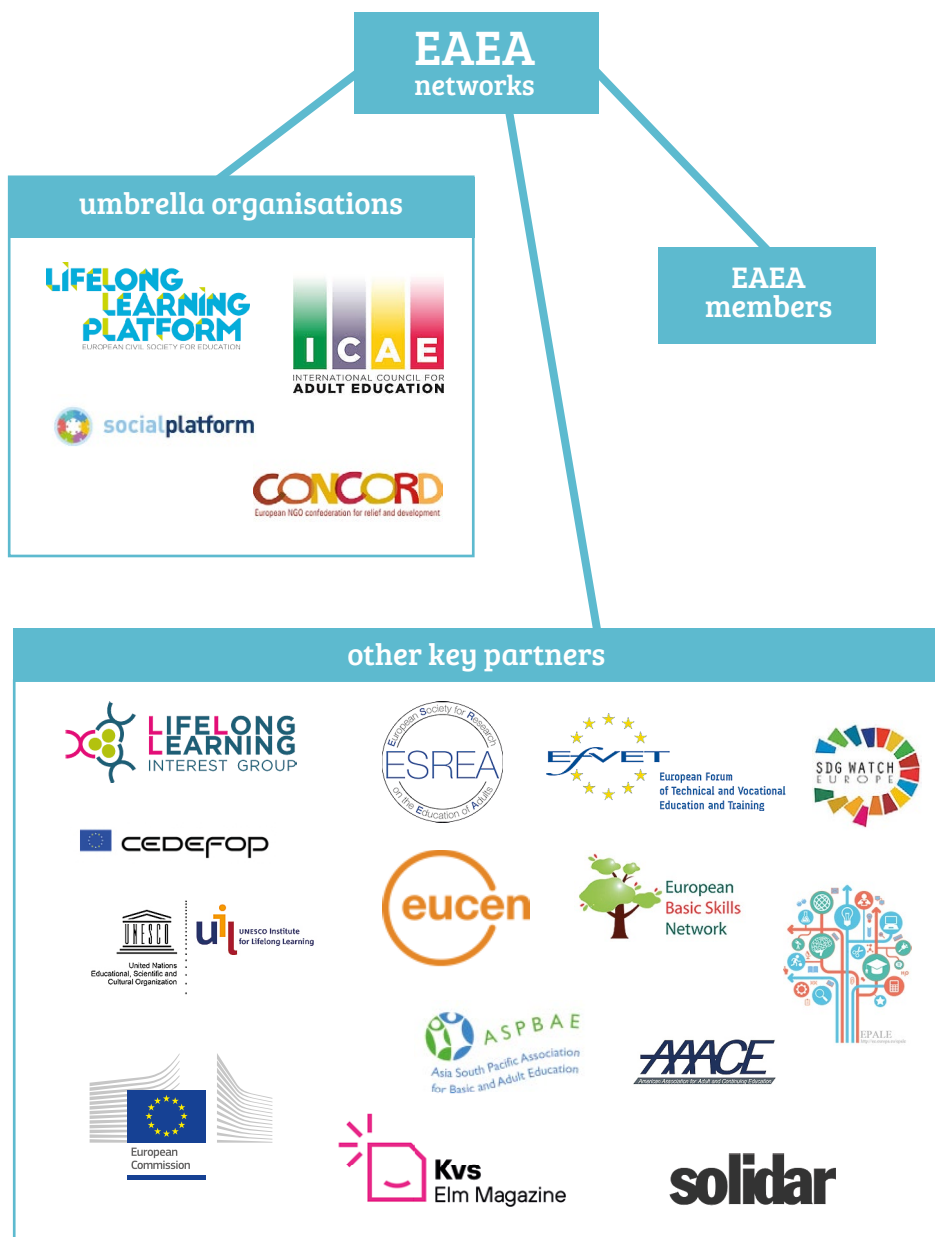 EAEA
networks
umbrella organisations
EAEA
members
LIFELONG
LEARNING
PLATFORM
EUROPEAN CIVIL SOCIETY FOR EDUCATION
ICAE
INTERNATIONAL COUNCIL FOR
ADULT EDUCATION
socialplatform
CONCORD
European NGO confederation for relief and development
other key partners
LIFELONG
LEARNING
INTEREST GROUP
European Society for Research
ESREA
on the Education of Adults
EfVET
European Forum
of Technical and Vocational
Education and Training
SDG WATCH
EUROPE
CEDEFOP
eucen
European
Basic Skills
Network
UNESCO
United Nations
Educational, Scientific and
Cultural Organization
uil
UNESCO Institute
for Lifelong Learning
EPALE
ASPBAE
Asia South Pacific Association
for Basic and Adult Education
AAACE
American Association for Adult and Continuing Education
European
Commission
Kvs
Elm Magazine
solidar